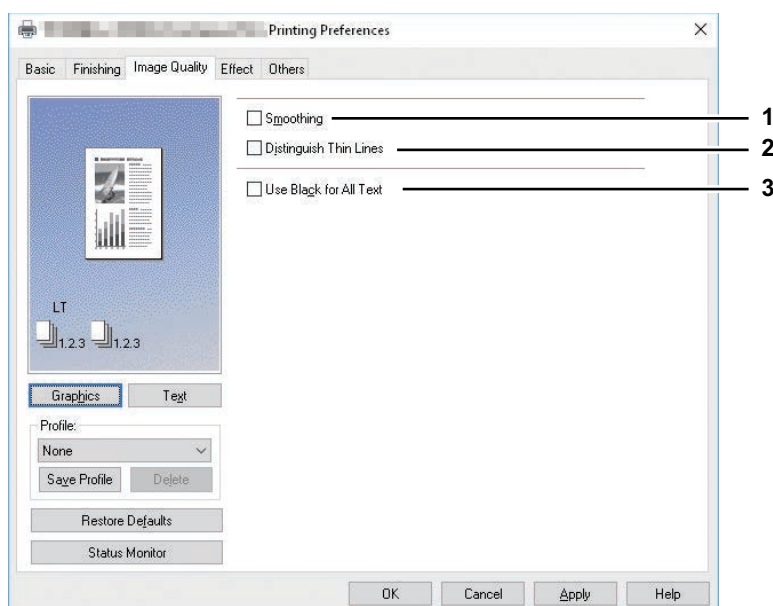 Printing Preferences
Basic Finishing Image Quality Effect Others
Smoothing 1
Distinguish Thin Lines 2
Use Black for All Text 3
LT
1.2.3 1.2.3
Graphics Text
Profile:
None
Save Profile Delete
Restore Defaults
Status Monitor
OK Cancel Apply Help